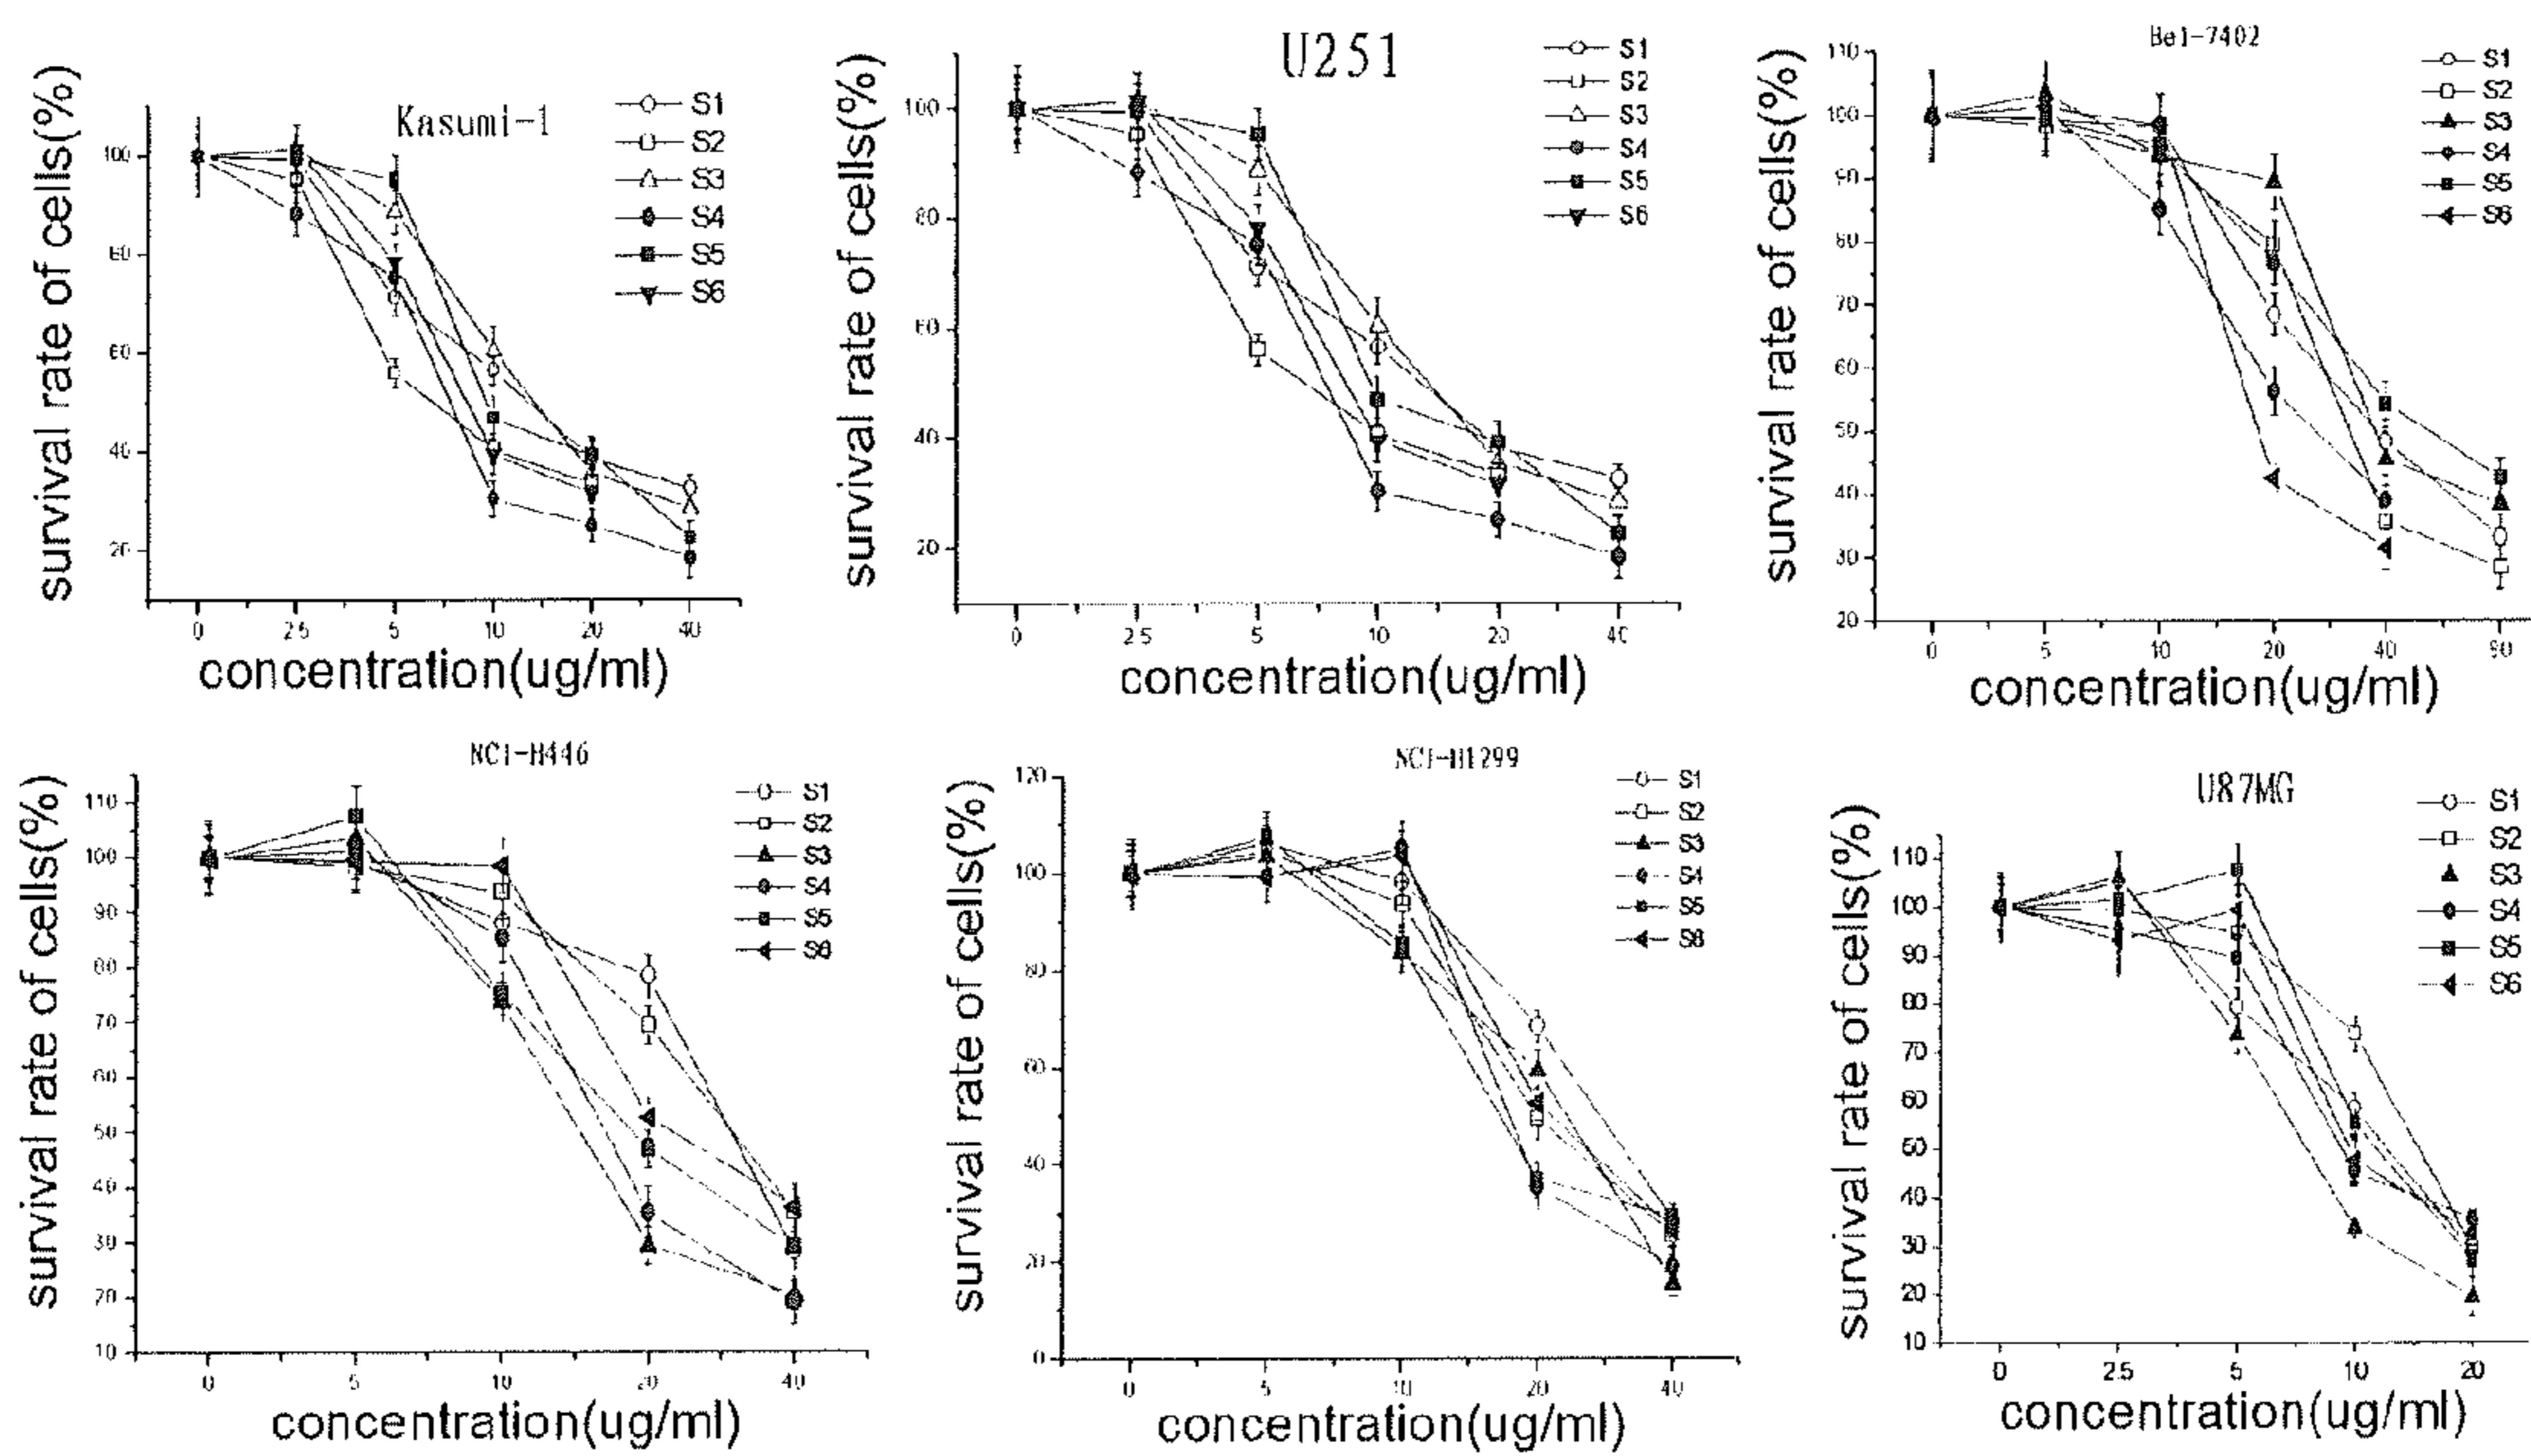 Kasumi-1
S1
S2
S3
S4
S5
S6
survival rate of cells(%)
100
80
60
40
20
0 2.5 5 10 20 40
concentration(ug/ml)
U251
S1
S2
S3
S4
S5
S6
survival rate of cells(%)
100
80
60
40
20
0 2.5 5 10 20 40
concentration(ug/ml)
Bel-7402
S1
S2
S3
S4
S5
S6
survival rate of cells(%)
110
100
90
80
70
60
50
40
30
20
0 5 10 20 40
concentration(ug/ml)
NCI-H446
S1
S2
S3
S4
S5
S6
survival rate of cells(%)
110
100
90
80
70
60
50
40
30
20
10
0 5 10 20 40
concentration(ug/ml)
NCI-H1299
S1
S2
S3
S4
S5
S6
survival rate of cells(%)
120
100
80
60
40
20
0
0 5 10 20 40
concentration(ug/ml)
U87MG
S1
S2
S3
S4
S5
S6
survival rate of cells(%)
110
100
90
80
70
60
50
40
30
20
10
0 2.5 5 10 20
concentration(ug/ml)